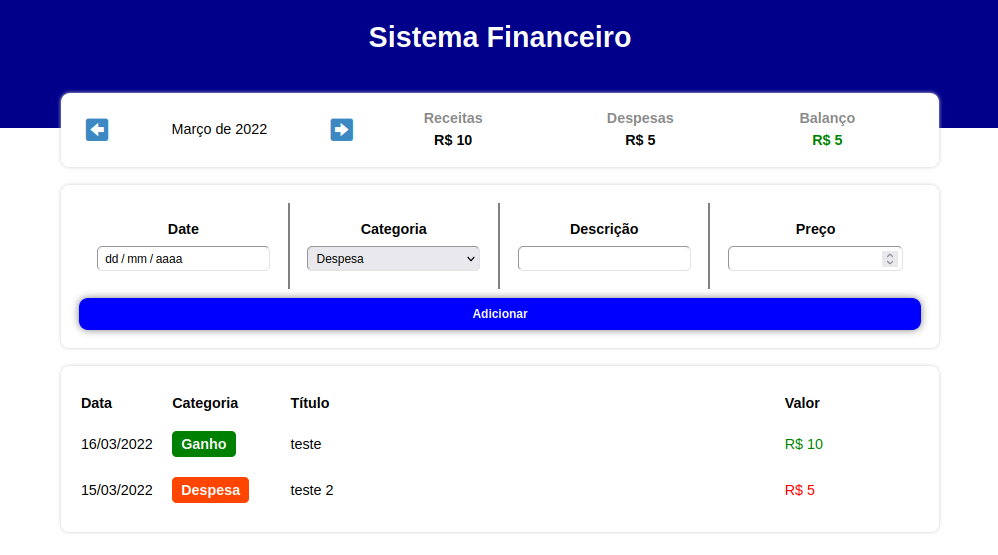 Sistema Financeiro
Março de 2022
Receitas
R$ 10
Despesas
R$ 5
Balanço
R$ 5
Date
dd / mm / aaaa
Categoria
Despesa
Descrição
Preço
Adicionar
Data Categoria Título Valor
16/03/2022 Ganho teste R$ 10
15/03/2022 Despesa teste 2 R$ 5